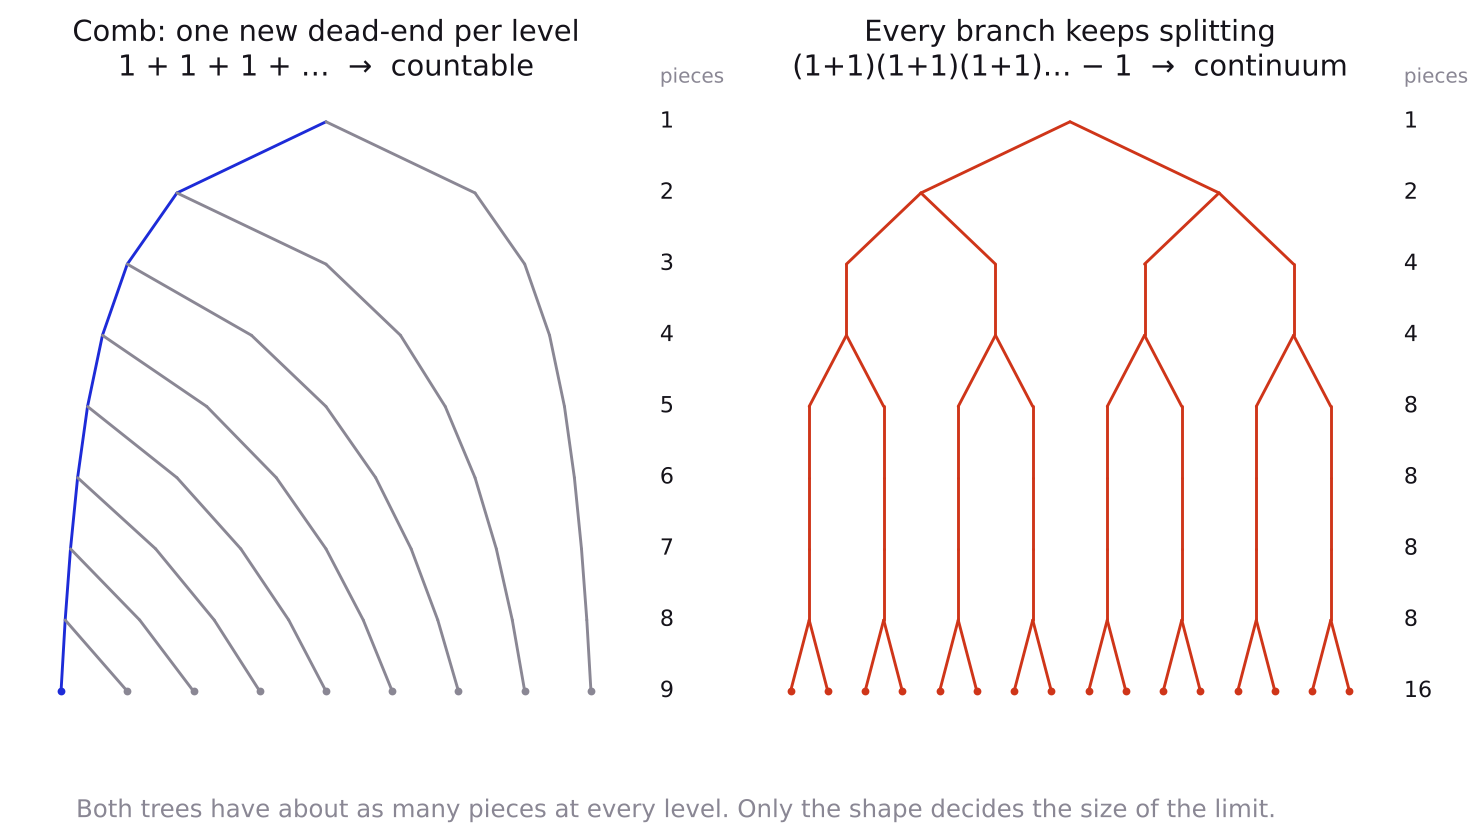 Comb: one new dead-end per level
1 + 1 + 1 + ... → countable
pieces
1
2
3
4
5
6
7
8
9
Every branch keeps splitting
(1+1)(1+1)(1+1)... − 1 → continuum
pieces
1
2
4
4
8
8
8
8
16
Both trees have about as many pieces at every level. Only the shape decides the size of the limit.